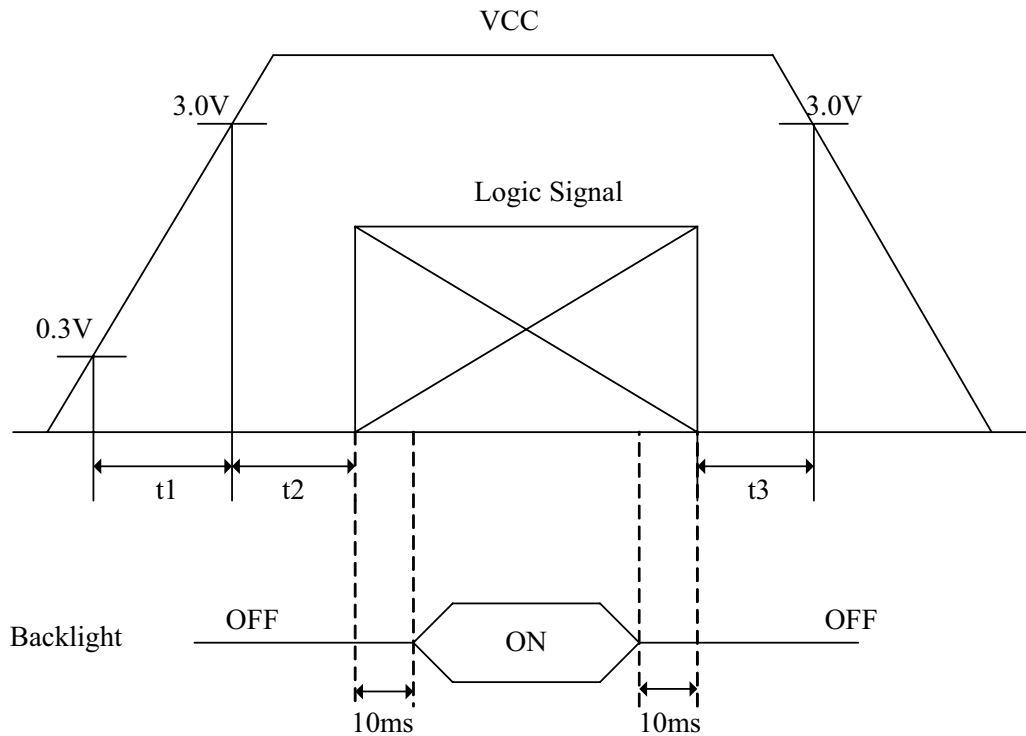 VCC
3.0V
3.0V
Logic Signal
0.3V
t1
t2
t3
Backlight
OFF
ON
OFF
10ms
10ms